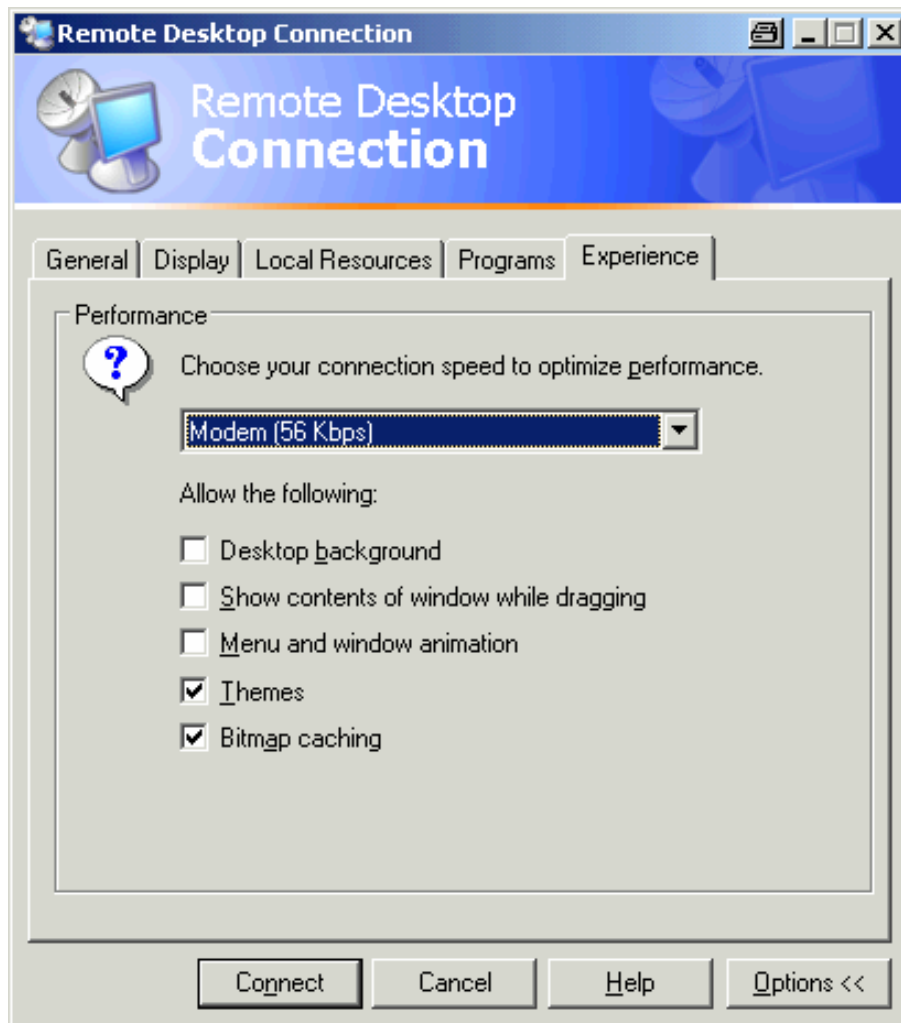 Remote Desktop Connection
Remote Desktop
Connection
General Display Local Resources Programs Experience
Performance
?
Choose your connection speed to optimize performance.
Modem (56 Kbps)
Allow the following:
Desktop background
Show contents of window while dragging
Menu and window animation
Themes
Bitmap caching
Connect Cancel Help Options <<